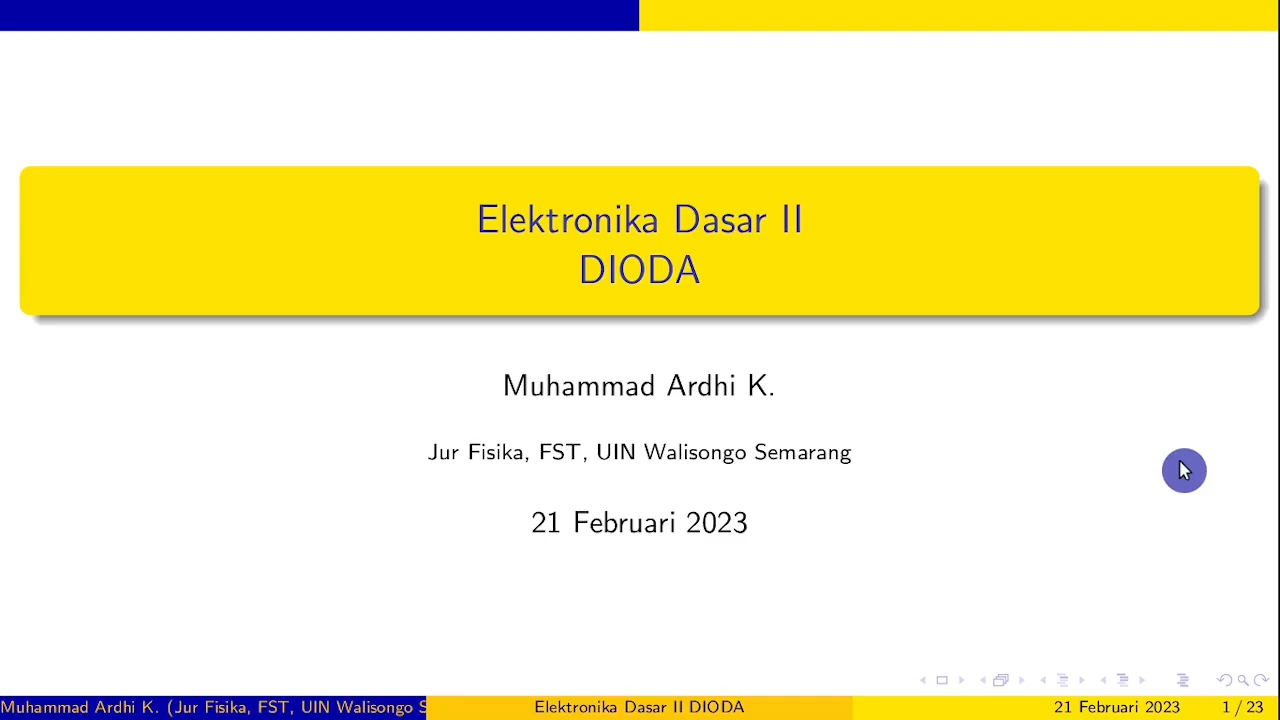 Elektronika Dasar II
DIODA
Muhammad Ardhi K.
Jur Fisika, FST, UIN Walisongo Semarang
21 Februari 2023
Muhammad Ardhi K. (Jur Fisika, FST, UIN Walisongo S
Elektronika Dasar II DIODA
21 Februari 2023
1 / 23